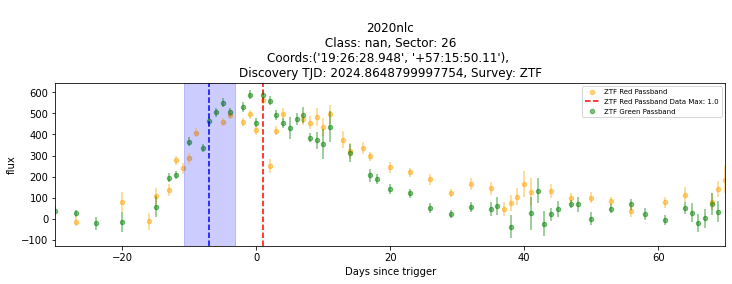 2020nlc
Class: nan, Sector: 26
Coords:('19:26:28.948', '+57:15:50.11'),
Discovery TJD: 2024.8648799997754, Survey: ZTF
600
500
400
300
200
100
0
−100
flux
ZTF Red Passband
ZTF Red Passband Data Max: 1.0
ZTF Green Passband
−20 0 20 40 60
Days since trigger